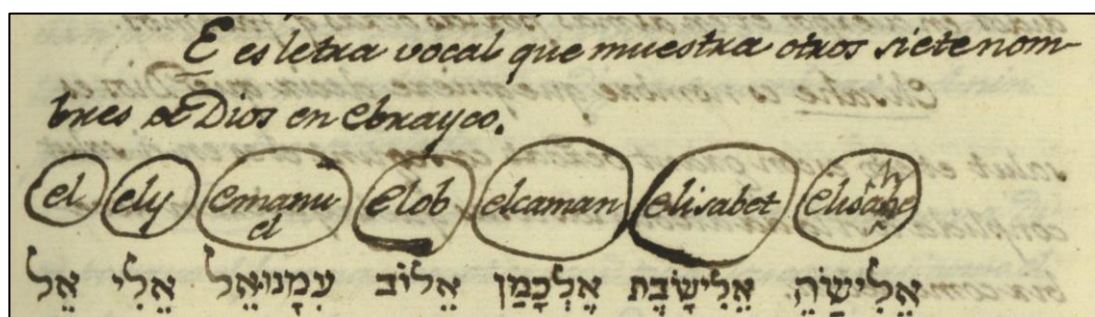 E es letra vocal que muestra otros siete nom-
bres de Dios en ebrayco.
el ely emanu el Elob elcaman elisabet elisahe
אֵלִישָׂהֵ אֵלִישָׂבֶת אֱלְכָּמַן אֵלוֹב עִמָנוּאֵל אֵלִי אֵל